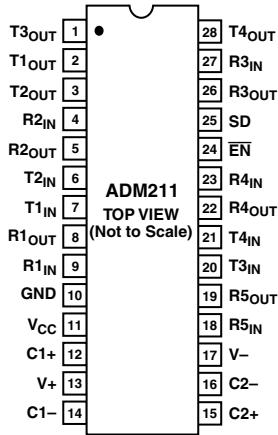 T3OUT 1
T1OUT 2
T2OUT 3
R2IN 4
R2OUT 5
T2IN 6
T1IN 7
R1OUT 8
R1IN 9
GND 10
VCC 11
C1+ 12
V+ 13
C1– 14
ADM211
TOP VIEW
(Not to Scale)
28 T4OUT
27 R3IN
26 R3OUT
25 SD
24 E̅N̅
23 R4IN
22 R4OUT
21 T4IN
20 T3IN
19 R5OUT
18 R5IN
17 V–
16 C2–
15 C2+